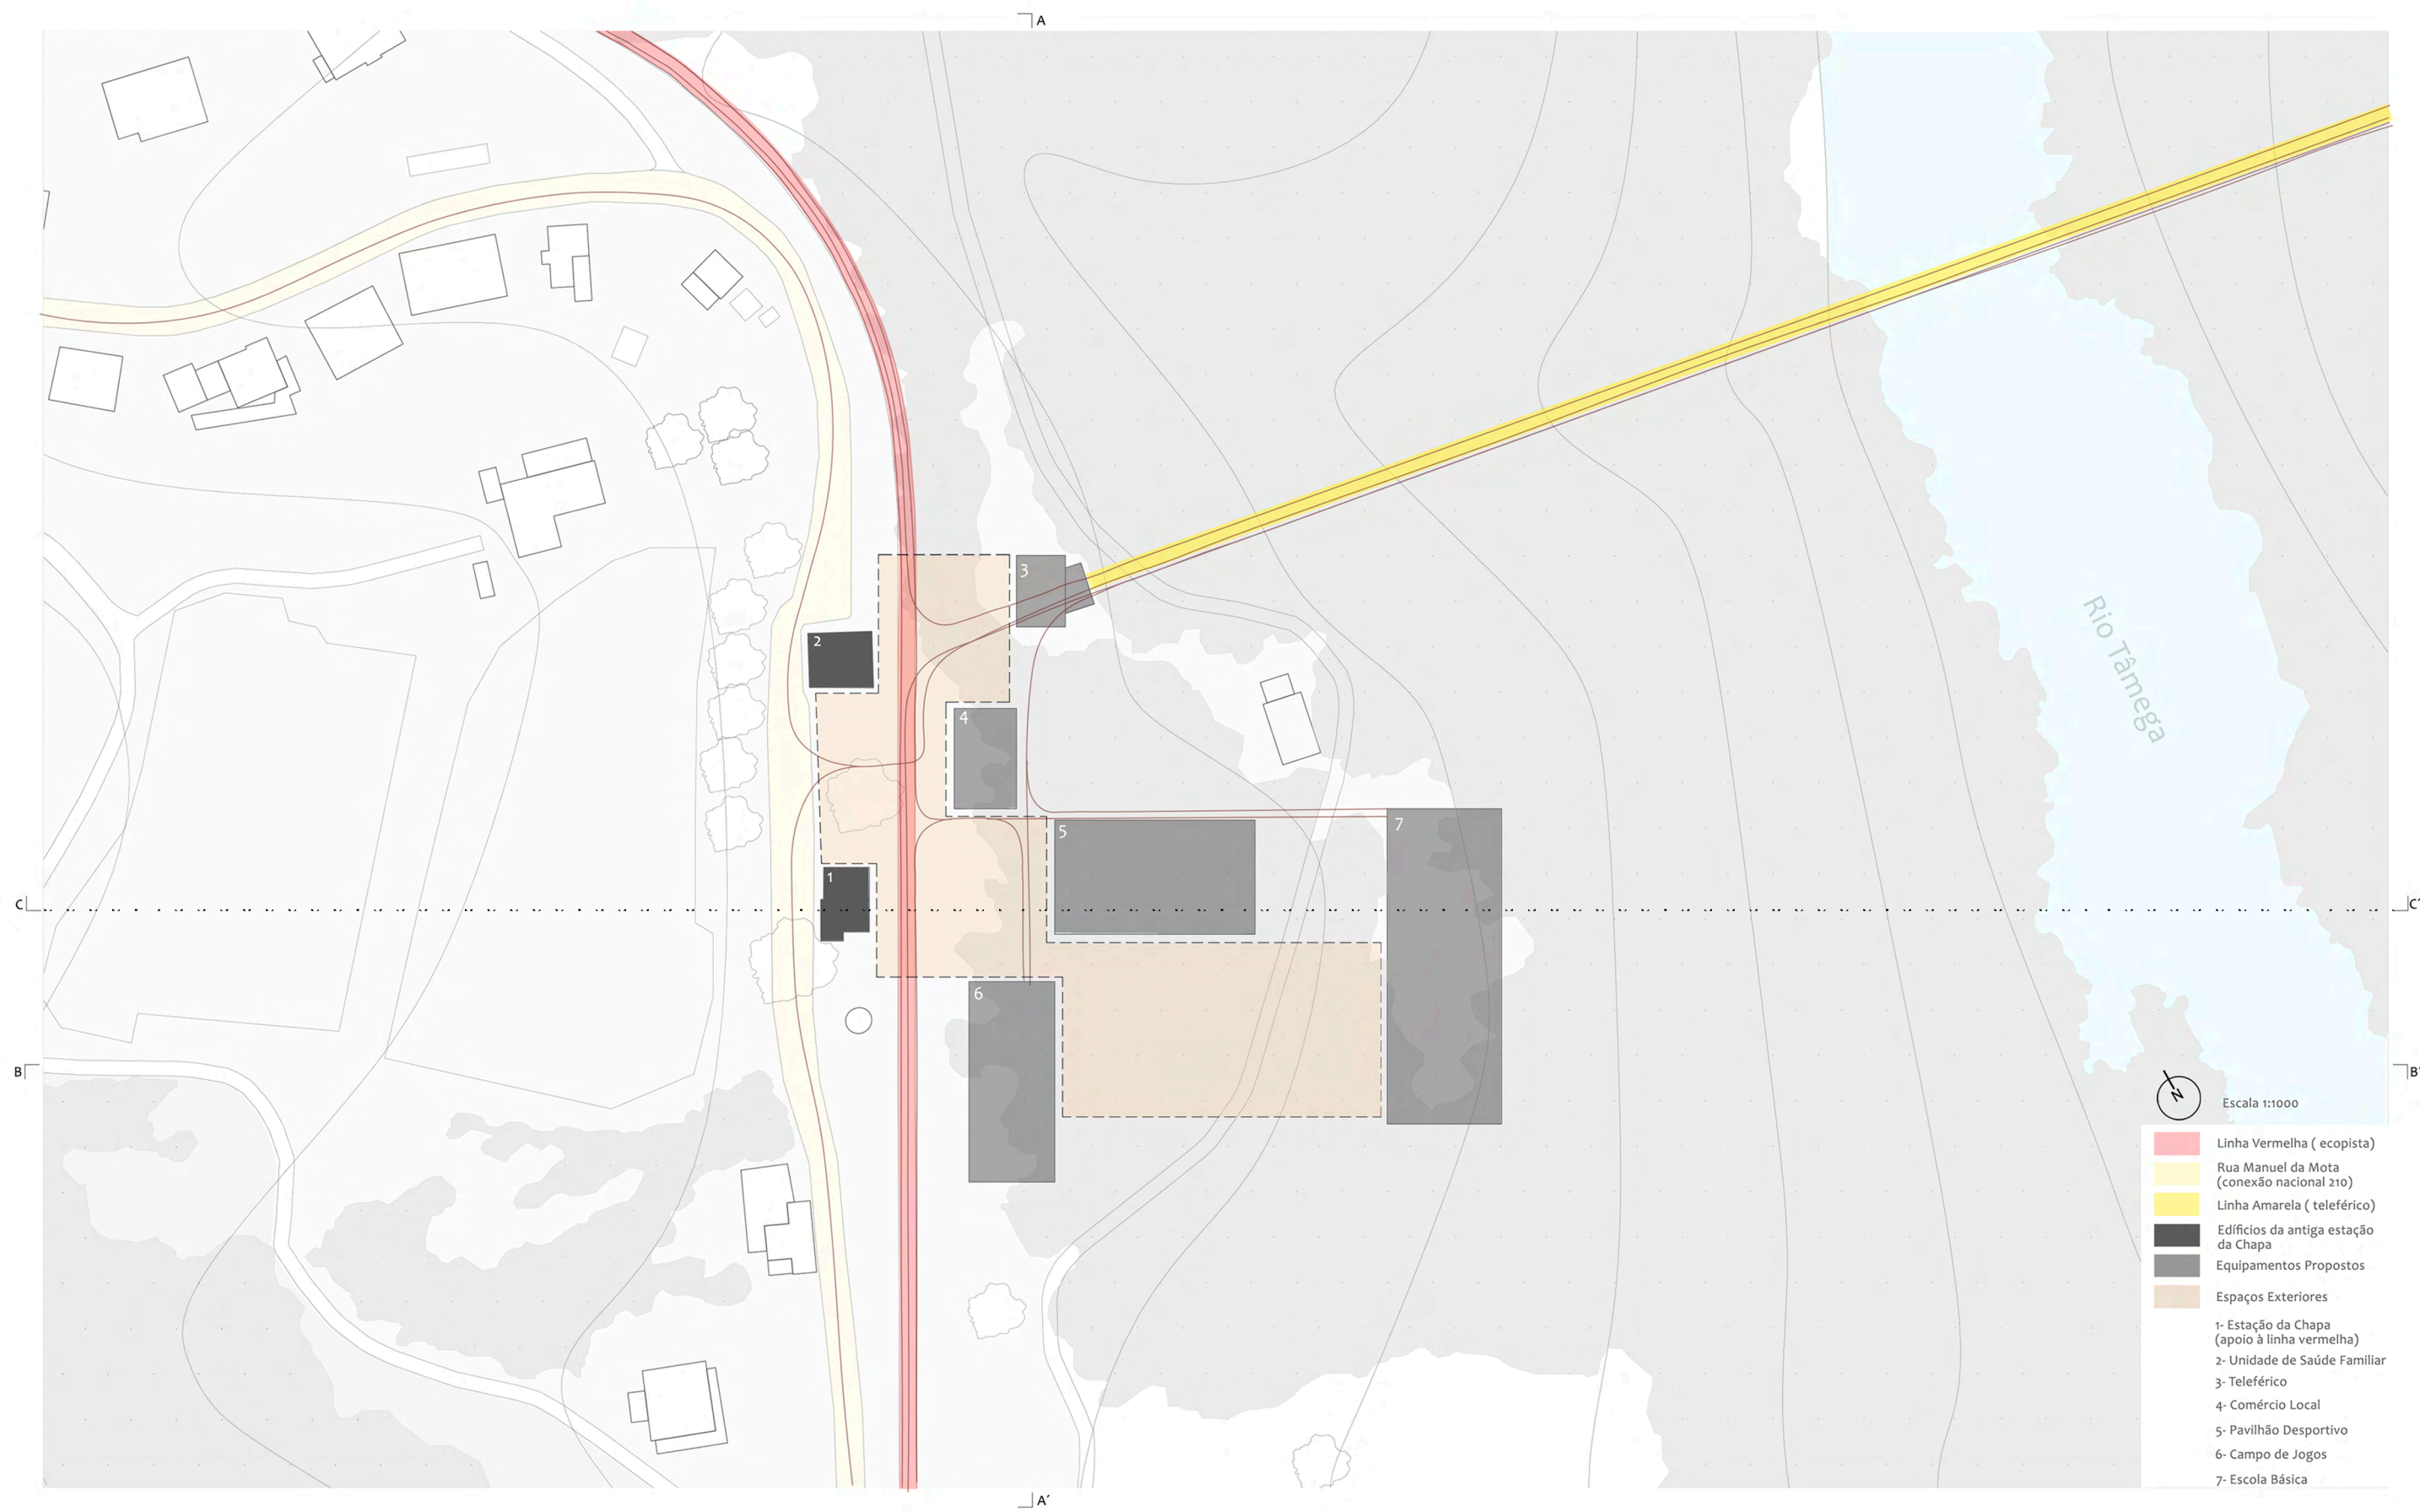 A
3
2
4
Rio Tâmega
5
7
1
C
C'
6
B
B'
N
Escala 1:1000
Linha Vermelha ( ecopista)
Rua Manuel da Mota
(conexão nacional 210)
Linha Amarela ( teleférico)
Edíficios da antiga estação
da Chapa
Equipamentos Propostos
Espaços Exteriores
1- Estação da Chapa
(apoio à linha vermelha)
2- Unidade de Saúde Familiar
3- Teleférico
4- Comércio Local
5- Pavilhão Desportivo
6- Campo de Jogos
7- Escola Básica
A'